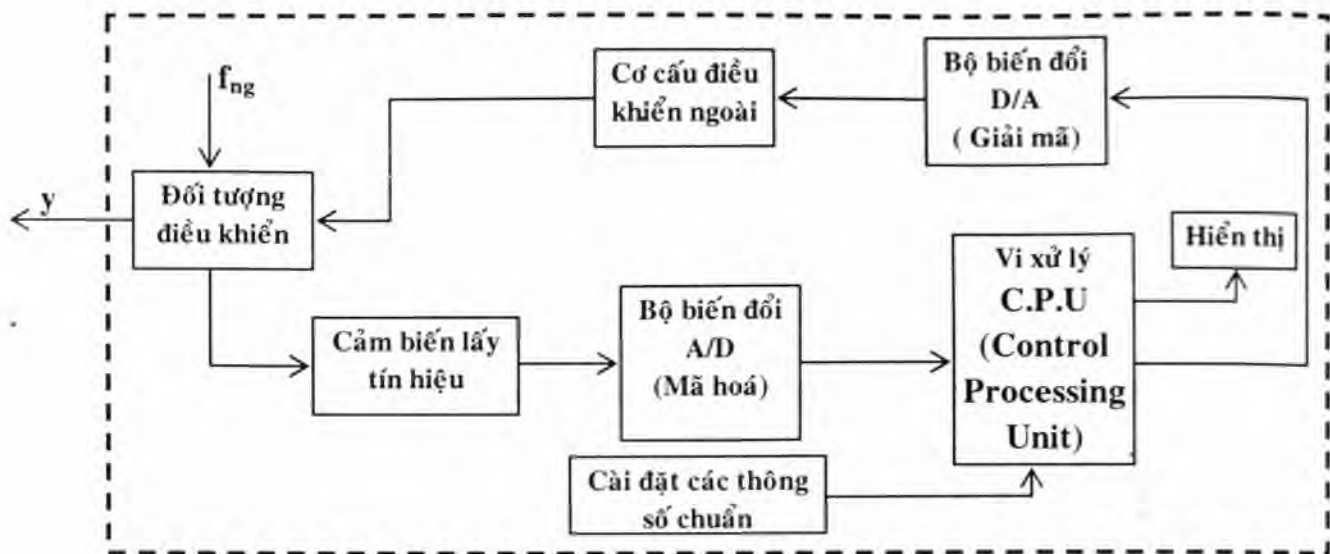 f_ng
Cơ cấu điều
khiển ngoài
Bộ biến đổi
D/A
( Giải mã)
y
Đối tượng
điều khiển
Hiển thị
Cảm biến lấy
tín hiệu
Bộ biến đổi
A/D
(Mã hoá)
Vi xử lý
C.P.U
(Control
Processing
Unit)
Cài đặt các thông
số chuẩn